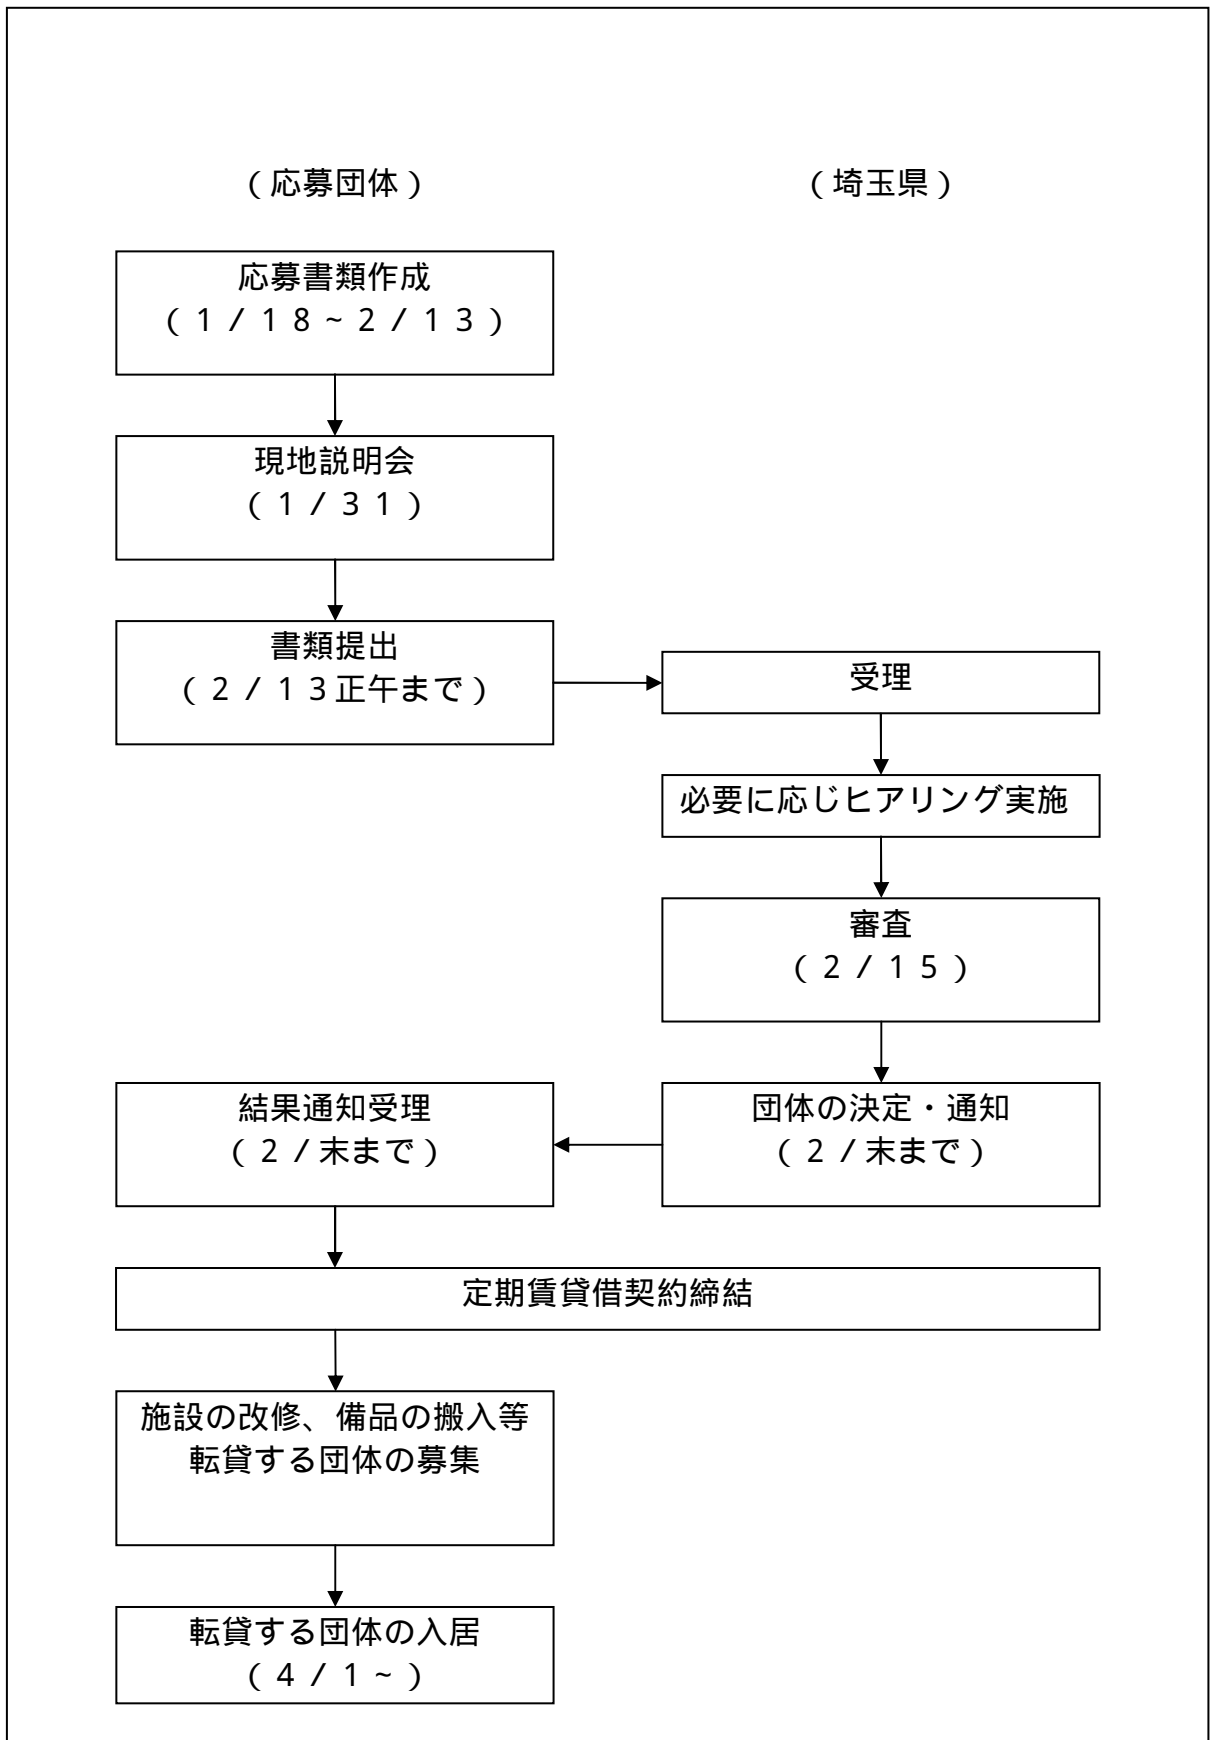 （応募団体）
（埼玉県）
応募書類作成
（１/１８~２/１３）
現地説明会
（１/３１）
書類提出
（２/１３正午まで）
受理
必要に応じヒアリング実施
審査
（２/１５）
団体の決定・通知
（２/末まで）
結果通知受理
（２/末まで）
定期賃貸借契約締結
施設の改修、備品の搬入等
転貸する団体の募集
転貸する団体の入居
（４/１~）